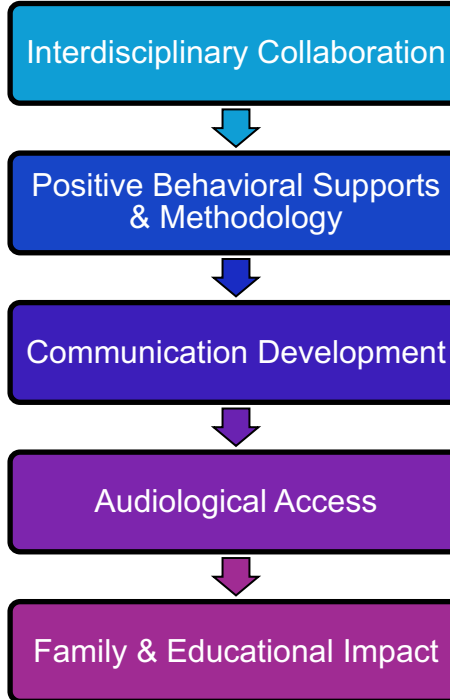 Interdisciplinary Collaboration
Positive Behavioral Supports
& Methodology
Communication Development
Audiological Access
Family & Educational Impact